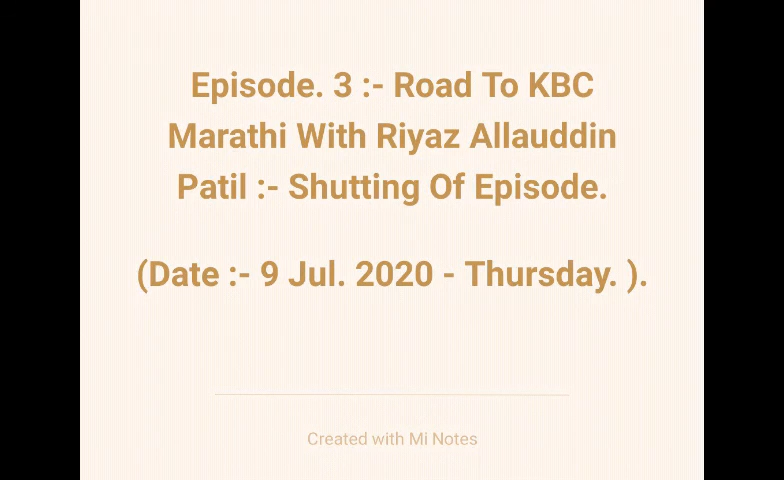 Episode. 3 :- Road To KBC
Marathi With Riyaz Allauddin
Patil :- Shutting Of Episode.
(Date :- 9 Jul. 2020 - Thursday. ).
Created with Mi Notes